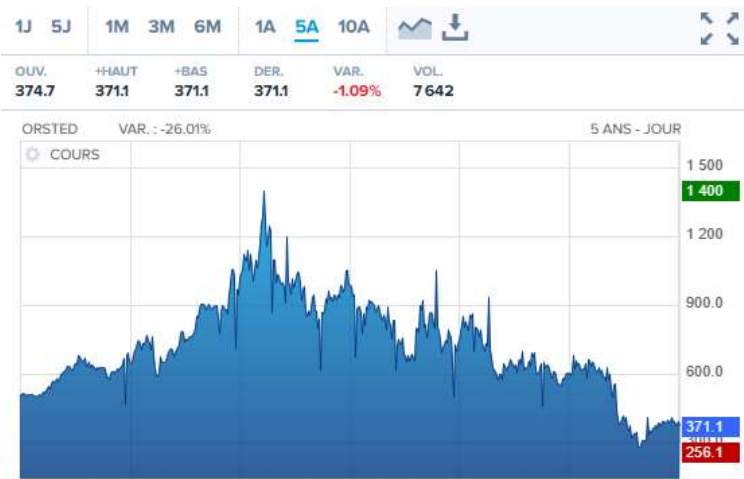 1J 5J 1M 3M 6M 1A 5A 10A
OUV. +HAUT +BAS DER. VAR. VOL.
374.7 371.1 371.1 371.1 -1.09% 7 642
ORSTED VAR. : -26.01% 5 ANS - JOUR
COURS
1 500
1 400
1 200
900.0
600.0
371.1
256.1